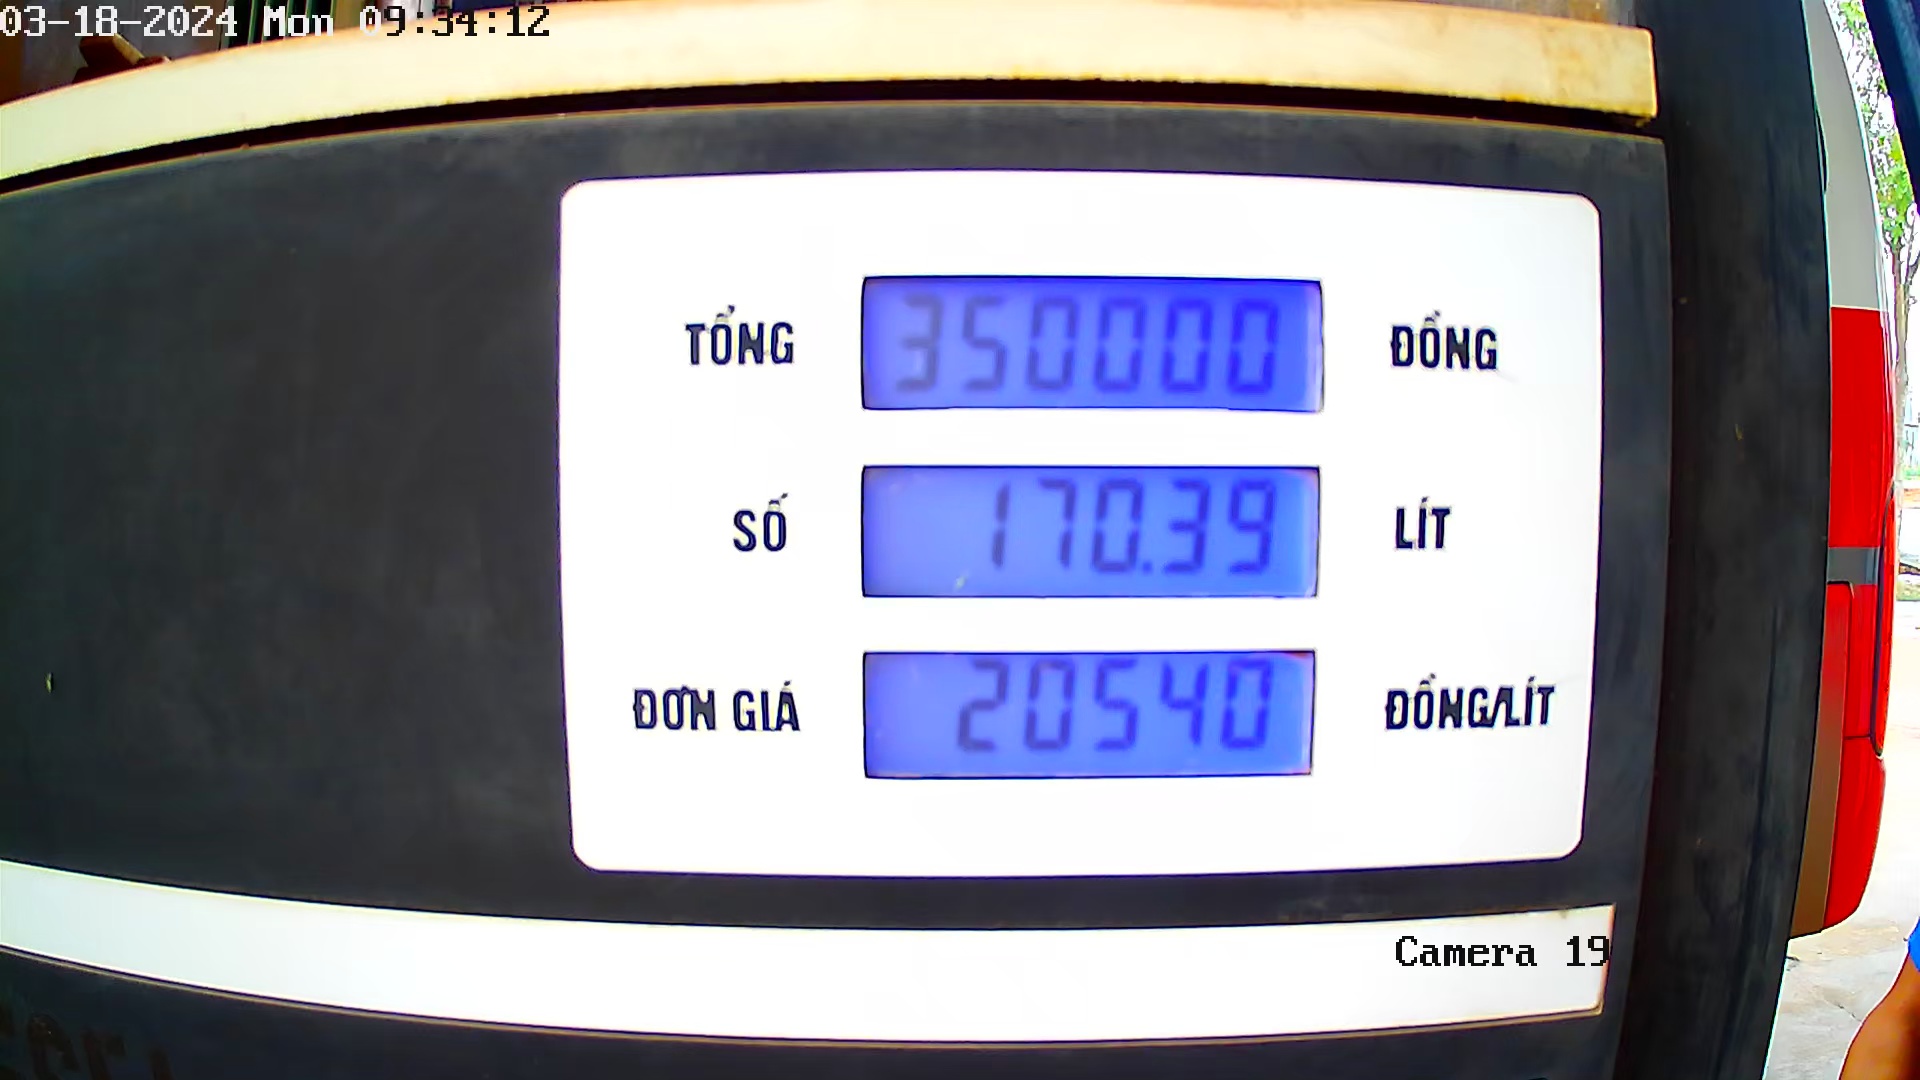 03-18-2024 Mon 09:34:12
TỔNG 350000 ĐỒNG
SỐ 170.39 LÍT
ĐƠN GIÁ 20540 ĐỒNG/LÍT
Camera 19